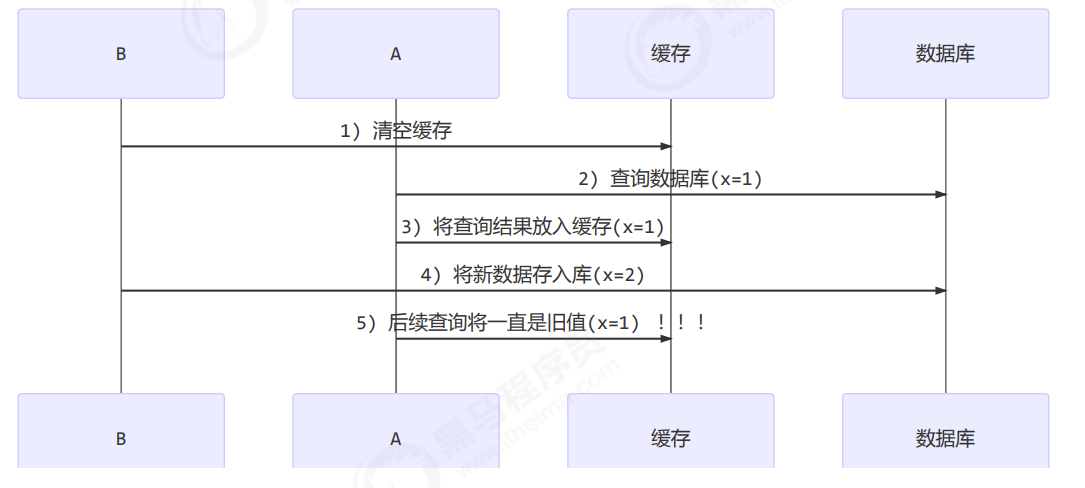 B A 缓存 数据库
1) 清空缓存
2) 查询数据库(x=1)
3) 将查询结果放入缓存(x=1)
4) 将新数据存入库(x=2)
5) 后续查询将一直是旧值(x=1) ！！！
黑马程序员
www.itheima.com
B A 缓存 数据库